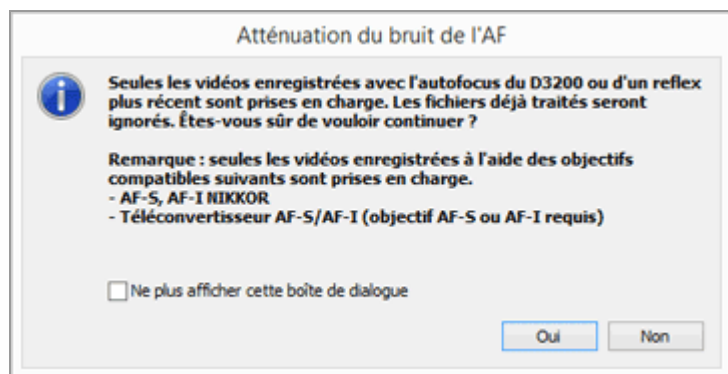 Atténuation du bruit de l'AF
Seules les vidéos enregistrées avec l'autofocus du D3200 ou d'un reflex
plus récent sont prises en charge. Les fichiers déjà traités seront
ignorés. Êtes-vous sûr de vouloir continuer ?
Remarque : seules les vidéos enregistrées à l'aide des objectifs
compatibles suivants sont prises en charge.
- AF-S, AF-I NIKKOR
- Téléconvertisseur AF-S/AF-I (objectif AF-S ou AF-I requis)
Ne plus afficher cette boîte de dialogue
Oui Non